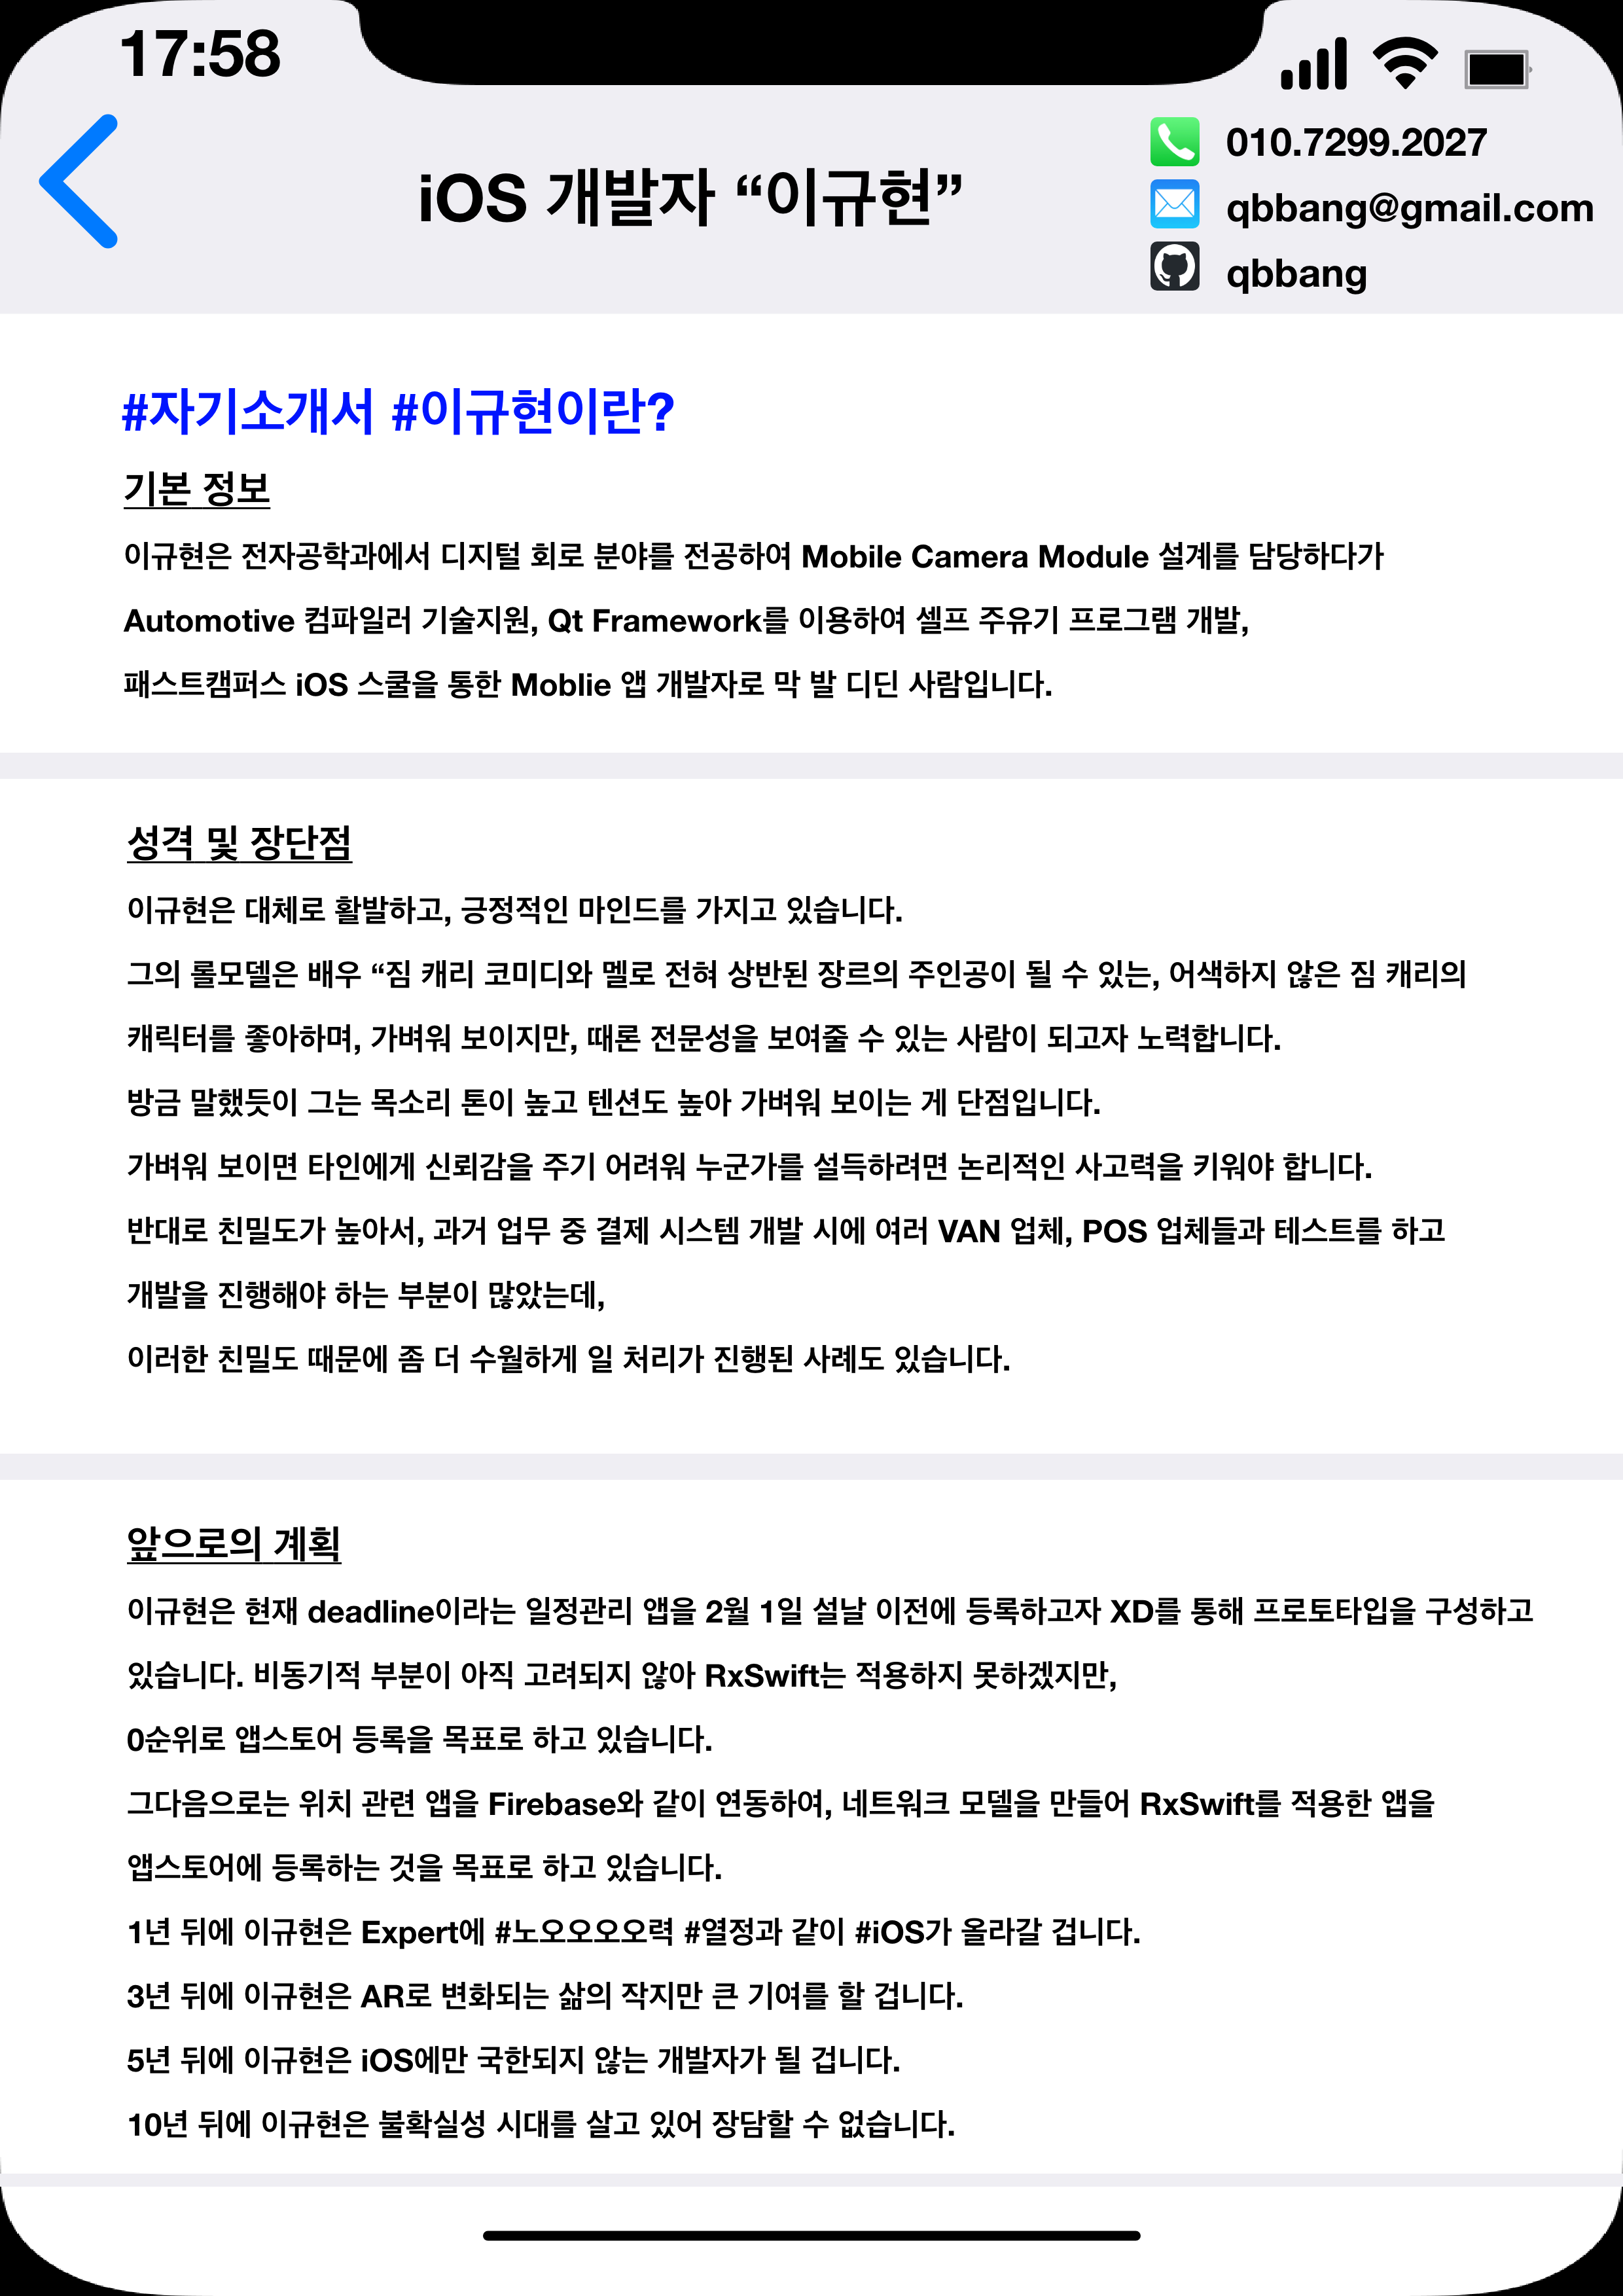 17:58
010.7299.2027
iOS 개발자 “이규현”
qbbang@gmail.com
qbbang
#자기소개서 #이규현이란?
기본 정보
이규현은 전자공학과에서 디지털 회로 분야를 전공하여 Mobile Camera Module 설계를 담당하다가
Automotive 컴파일러 기술지원, Qt Framework를 이용하여 셀프 주유기 프로그램 개발,
패스트캠퍼스 iOS 스쿨을 통한 Moblie 앱 개발자로 막 발 디딘 사람입니다.
성격 및 장단점
이규현은 대체로 활발하고, 긍정적인 마인드를 가지고 있습니다.
그의 롤모델은 배우 “짐 캐리 코미디와 멜로 전혀 상반된 장르의 주인공이 될 수 있는, 어색하지 않은 짐 캐리의
캐릭터를 좋아하며, 가벼워 보이지만, 때론 전문성을 보여줄 수 있는 사람이 되고자 노력합니다.
방금 말했듯이 그는 목소리 톤이 높고 텐션도 높아 가벼워 보이는 게 단점입니다.
가벼워 보이면 타인에게 신뢰감을 주기 어려워 누군가를 설득하려면 논리적인 사고력을 키워야 합니다.
반대로 친밀도가 높아서, 과거 업무 중 결제 시스템 개발 시에 여러 VAN 업체, POS 업체들과 테스트를 하고
개발을 진행해야 하는 부분이 많았는데,
이러한 친밀도 때문에 좀 더 수월하게 일 처리가 진행된 사례도 있습니다.
앞으로의 계획
이규현은 현재 deadline이라는 일정관리 앱을 2월 1일 설날 이전에 등록하고자 XD를 통해 프로토타입을 구성하고
있습니다. 비동기적 부분이 아직 고려되지 않아 RxSwift는 적용하지 못하겠지만,
0순위로 앱스토어 등록을 목표로 하고 있습니다.
그다음으로는 위치 관련 앱을 Firebase와 같이 연동하여, 네트워크 모델을 만들어 RxSwift를 적용한 앱을
앱스토어에 등록하는 것을 목표로 하고 있습니다.
1년 뒤에 이규현은 Expert에 #노오오오오력 #열정과 같이 #iOS가 올라갈 겁니다.
3년 뒤에 이규현은 AR로 변화되는 삶의 작지만 큰 기여를 할 겁니다.
5년 뒤에 이규현은 iOS에만 국한되지 않는 개발자가 될 겁니다.
10년 뒤에 이규현은 불확실성 시대를 살고 있어 장담할 수 없습니다.